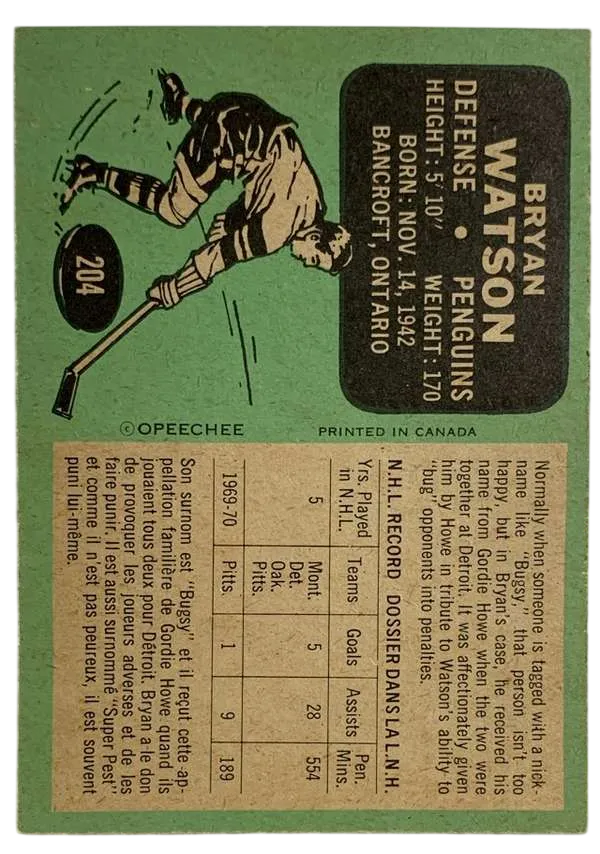 BRYAN
WATSON
DEFENSE • PENGUINS
HEIGHT: 5' 10" WEIGHT: 170
BORN: NOV. 14, 1942
BANCROFT, ONTARIO
204
© OPEECHEE PRINTED IN CANADA
Normally when someone is tagged with a nick-
name like "Bugsy," that person isn't too
happy, but in Bryan's case, he received his
name from Gordie Howe when the two were
together at Detroit. It was affectionately given
him by Howe in tribute to Watson's ability to
"bug" opponents into penalties.
N.H.L. RECORD DOSSIER DANS LA L.N.H.
Yrs. Played in N.H.L. Teams Goals Assists Pen. Mins.
5 Mont. 5 28 554
Det.
Oak.
Pitts.
1969-70 Pitts. 1 9 189
Son surnom est "Bugsy" et il reçut cette ap-
pellation familière de Gordie Howe quand ils
jouaient tous deux pour Détroit. Bryan a le don
de provoquer les joueurs adverses et de les
faire punir. Il est aussi surnommé "Super Pest"
et comme il n'est pas peureux, il est souvent
puni lui-même.